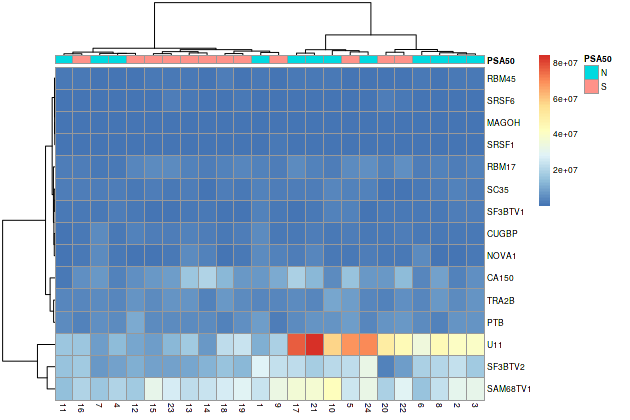 PSA50
RBM45
SRSF6
MAGOH
SRSF1
RBM17
SC35
SF3BTV1
CUGBP
NOVA1
CA150
TRA2B
PTB
U11
SF3BTV2
SAM68TV1
11 16 7 4 12 15 23 13 14 18 19 1 9 17 21 10 5 24 20 22 6 8 2 3
8e+07
6e+07
4e+07
2e+07
PSA50
N
S